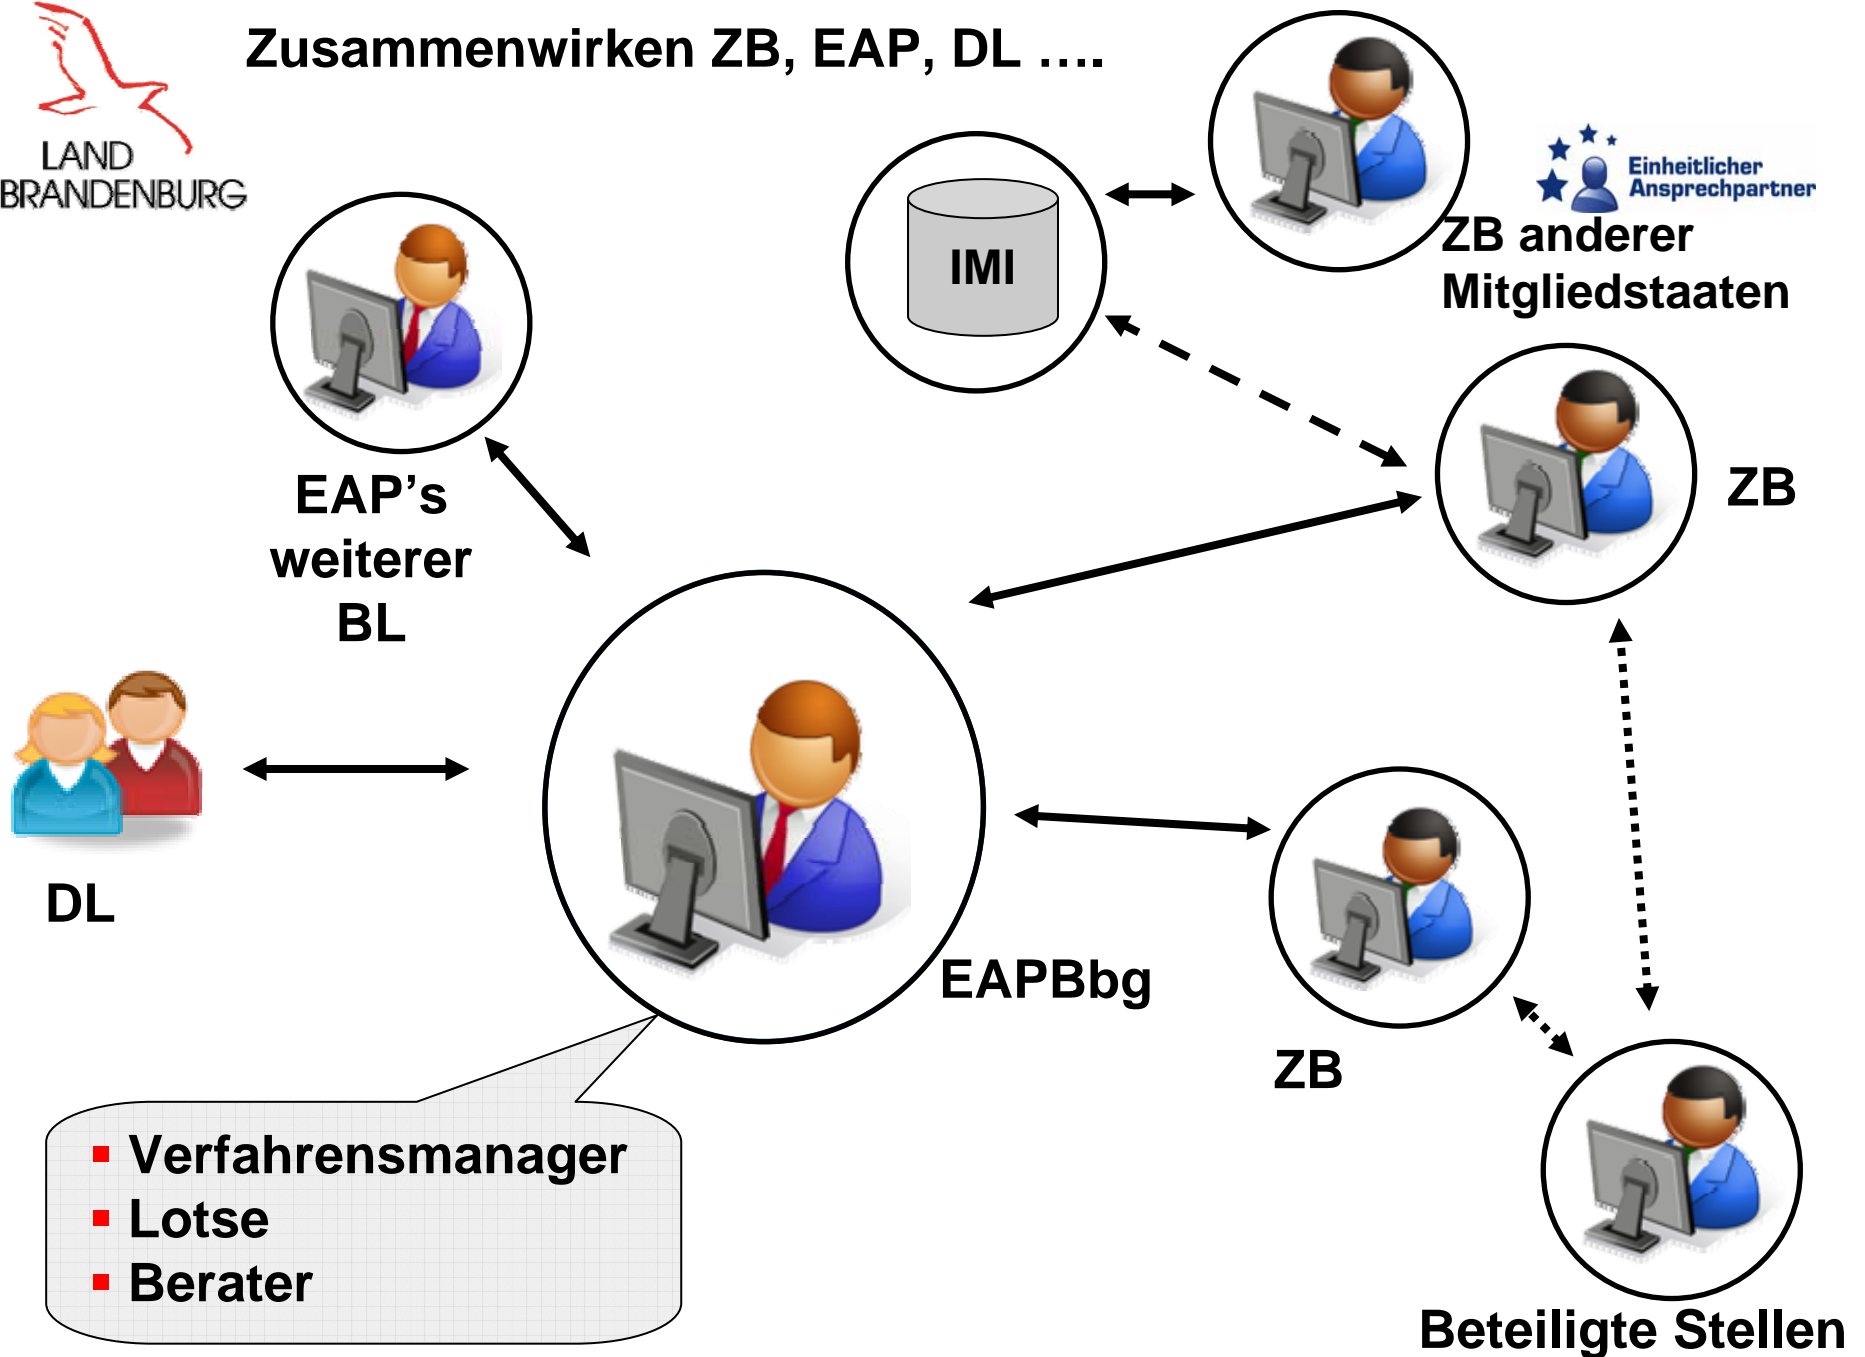 Zusammenwirken ZB, EAP, DL ….
LAND
BRANDENBURG
Einheitlicher
Ansprechpartner
IMI
ZB anderer
Mitgliedstaaten
EAP’s
weiterer
BL
ZB
DL
EAPBbg
ZB
Verfahrensmanager
Lotse
Berater
Beteiligte Stellen